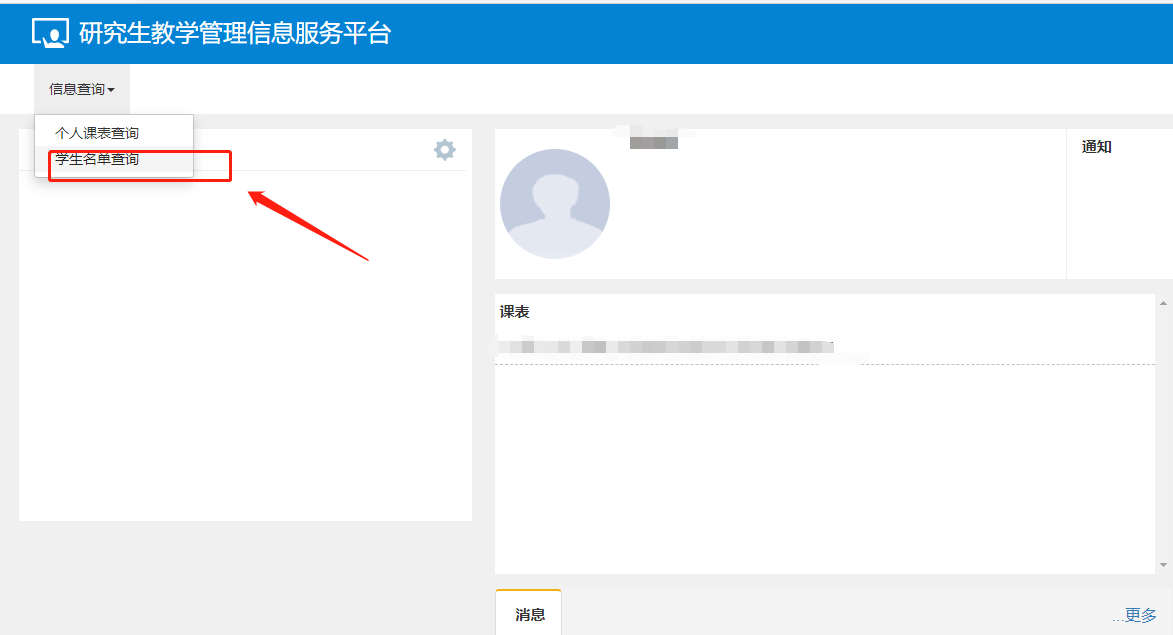 研究生教学管理信息服务平台
信息查询
个人课表查询
学生名单查询
通知
课表
消息
...更多